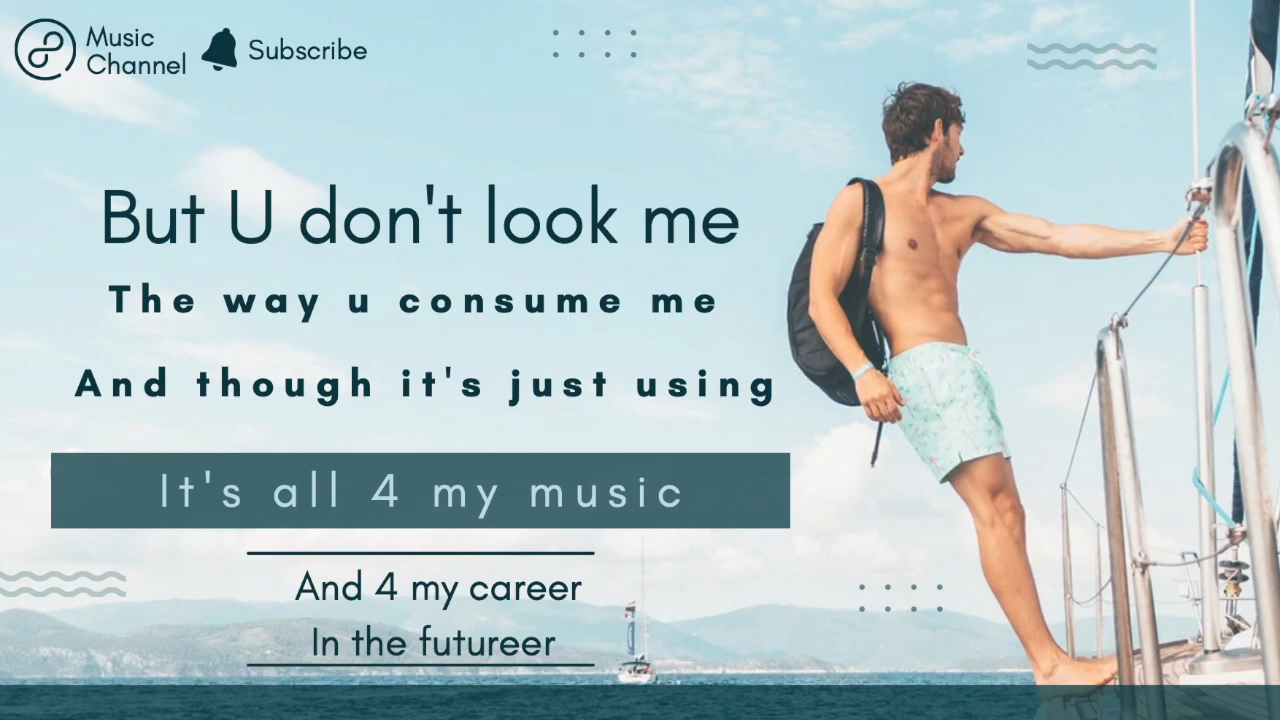 Music
Channel
Subscribe
But U don't look me
The way u consume me
And though it's just using
It's all 4 my music
And 4 my career
In the futureer